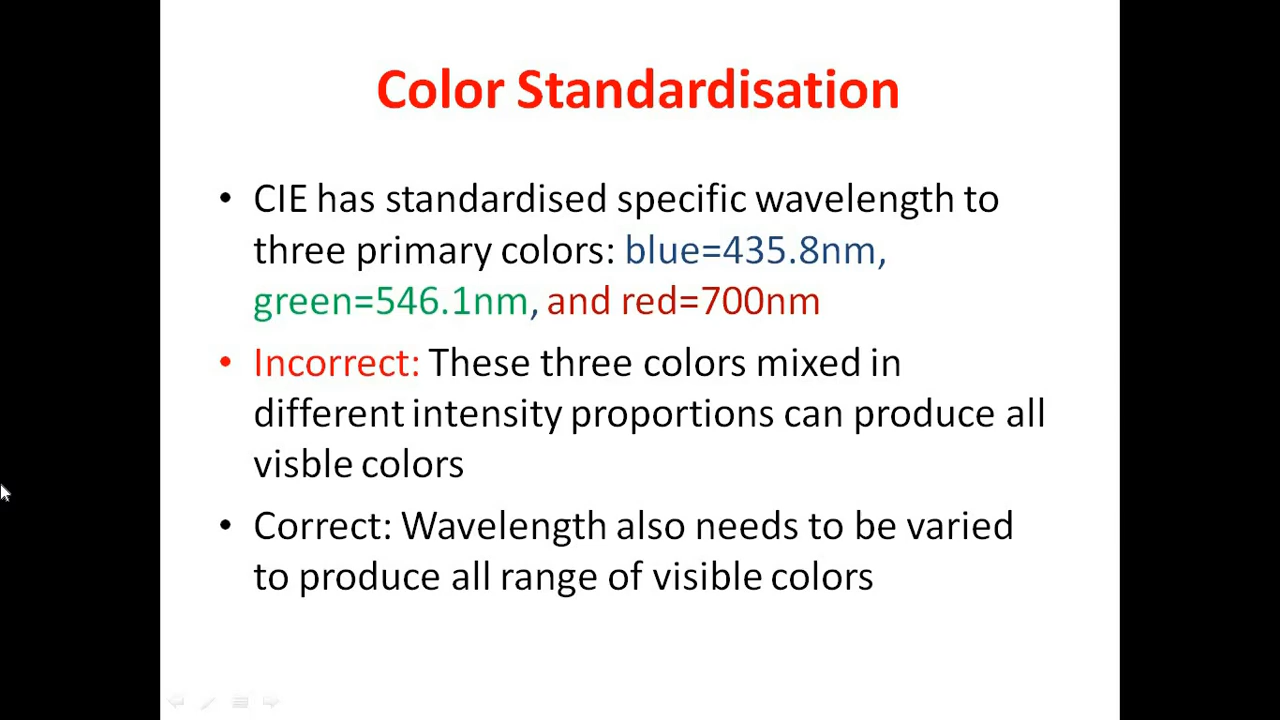 Color Standardisation
• CIE has standardised specific wavelength to
three primary colors: blue=435.8nm,
green=546.1nm, and red=700nm
• Incorrect: These three colors mixed in
different intensity proportions can produce all
visble colors
• Correct: Wavelength also needs to be varied
to produce all range of visible colors